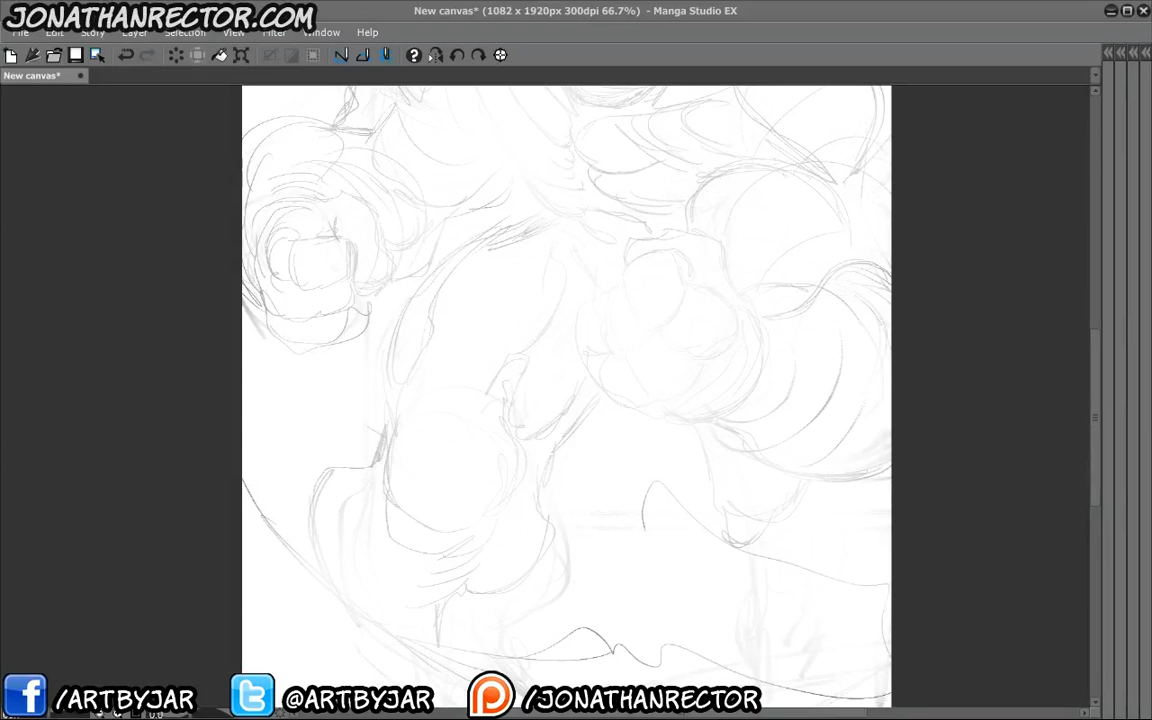 JONATHANRECTOR.COM
New canvas* (1082 x 1920px 300dpi 66.7%) - Manga Studio EX
File Edit Story Layer Selection View Filter Window Help
New canvas*
/ARTBYJAR @ARTBYJAR /JONATHANRECTOR